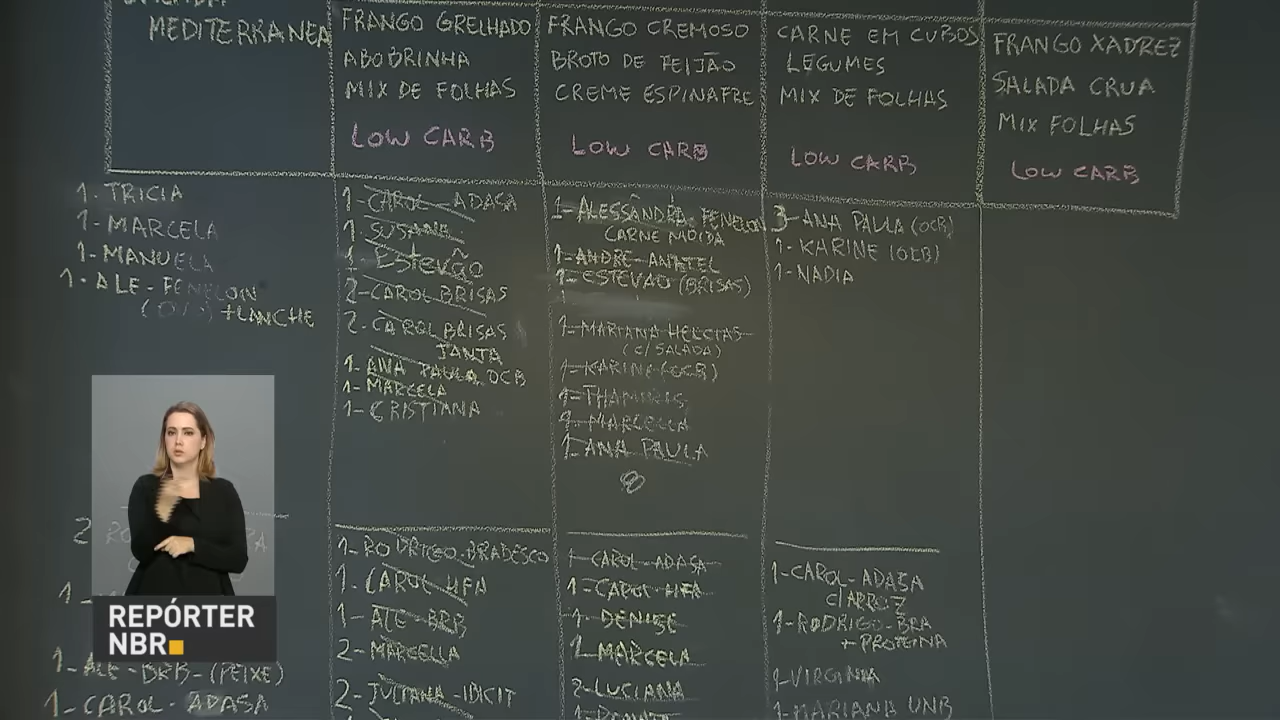 MEDITERRANEA
FRANGO GRELHADO
ABOBRINHA
MIX DE FOLHAS
LOW CARB
FRANGO CREMOSO
BROTO DE FEIJÃO
CREME ESPINAFRE
LOW CARB
CARNE EM CUBOS
LEGUMES
MIX DE FOLHAS
LOW CARB
FRANGO XADREZ
SALADA CRUA
MIX FOLHAS
LOW CARB
1- TRICIA
1- MARCELA
1- MANUELA
1- ALE - FENELON
+LANCHE
1- CAROL - ADASA
1 SUSANA
1- ESTEVÃO
2- CAROL BRISAS
2- CAROL BRISAS
JANTA
1- ANA PAULA OCB
1- MARCELA
1- CRISTIANA
1- ALESSANDRA FENELON
CARNE MOIDA
1- ANDRE - ANATEL
1- ESTEVAO (BRISAS)
1- MARIANA HELCIAS
(C/ SALADA)
1- KARINE (OCB)
1- THAMIRIS
1- MARCELLA
1- ANA PAULA
8
3- ANA PAULA (OCB)
1- KARINE (OCB)
1- NADIA
2
1-
1- ALE - BRB - (PEIXE)
1- CAROL - ADASA
1- RODRIGO - BRADESCO
1- CAROL HFA
1- ALE - BRB
2- MARCELLA
2- JULIANA - IDICIT
1- CAROL - ADASA
1- CAROL - HFA
1- DENISE
1- MARCELA
2- LUCIANA
1- CAROL - ADASA
C/ARROZ
1- RODRIGO - BRA
+ PROTEINA
1- VIRGINIA
1- MARIANA UNB
REPÓRTER
NBR